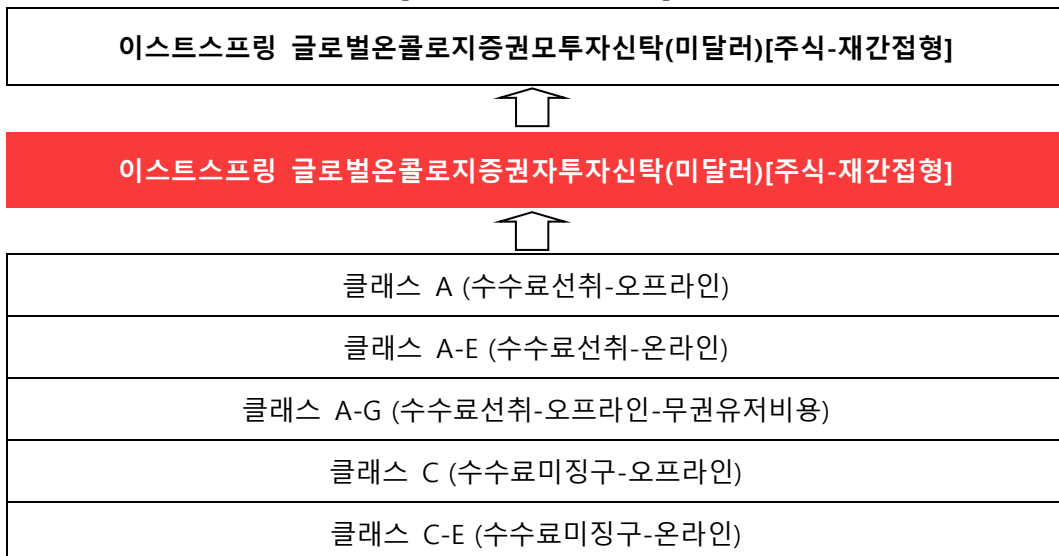 이스트스프링 글로벌온콜로지증권모투자신탁(미달러)[주식-재간접형]
이스트스프링 글로벌온콜로지증권자투자신탁(미달러)[주식-재간접형]
클래스 A (수수료선취-오프라인)
클래스 A-E (수수료선취-온라인)
클래스 A-G (수수료선취-오프라인-무권유저비용)
클래스 C (수수료미징구-오프라인)
클래스 C-E (수수료미징구-온라인)